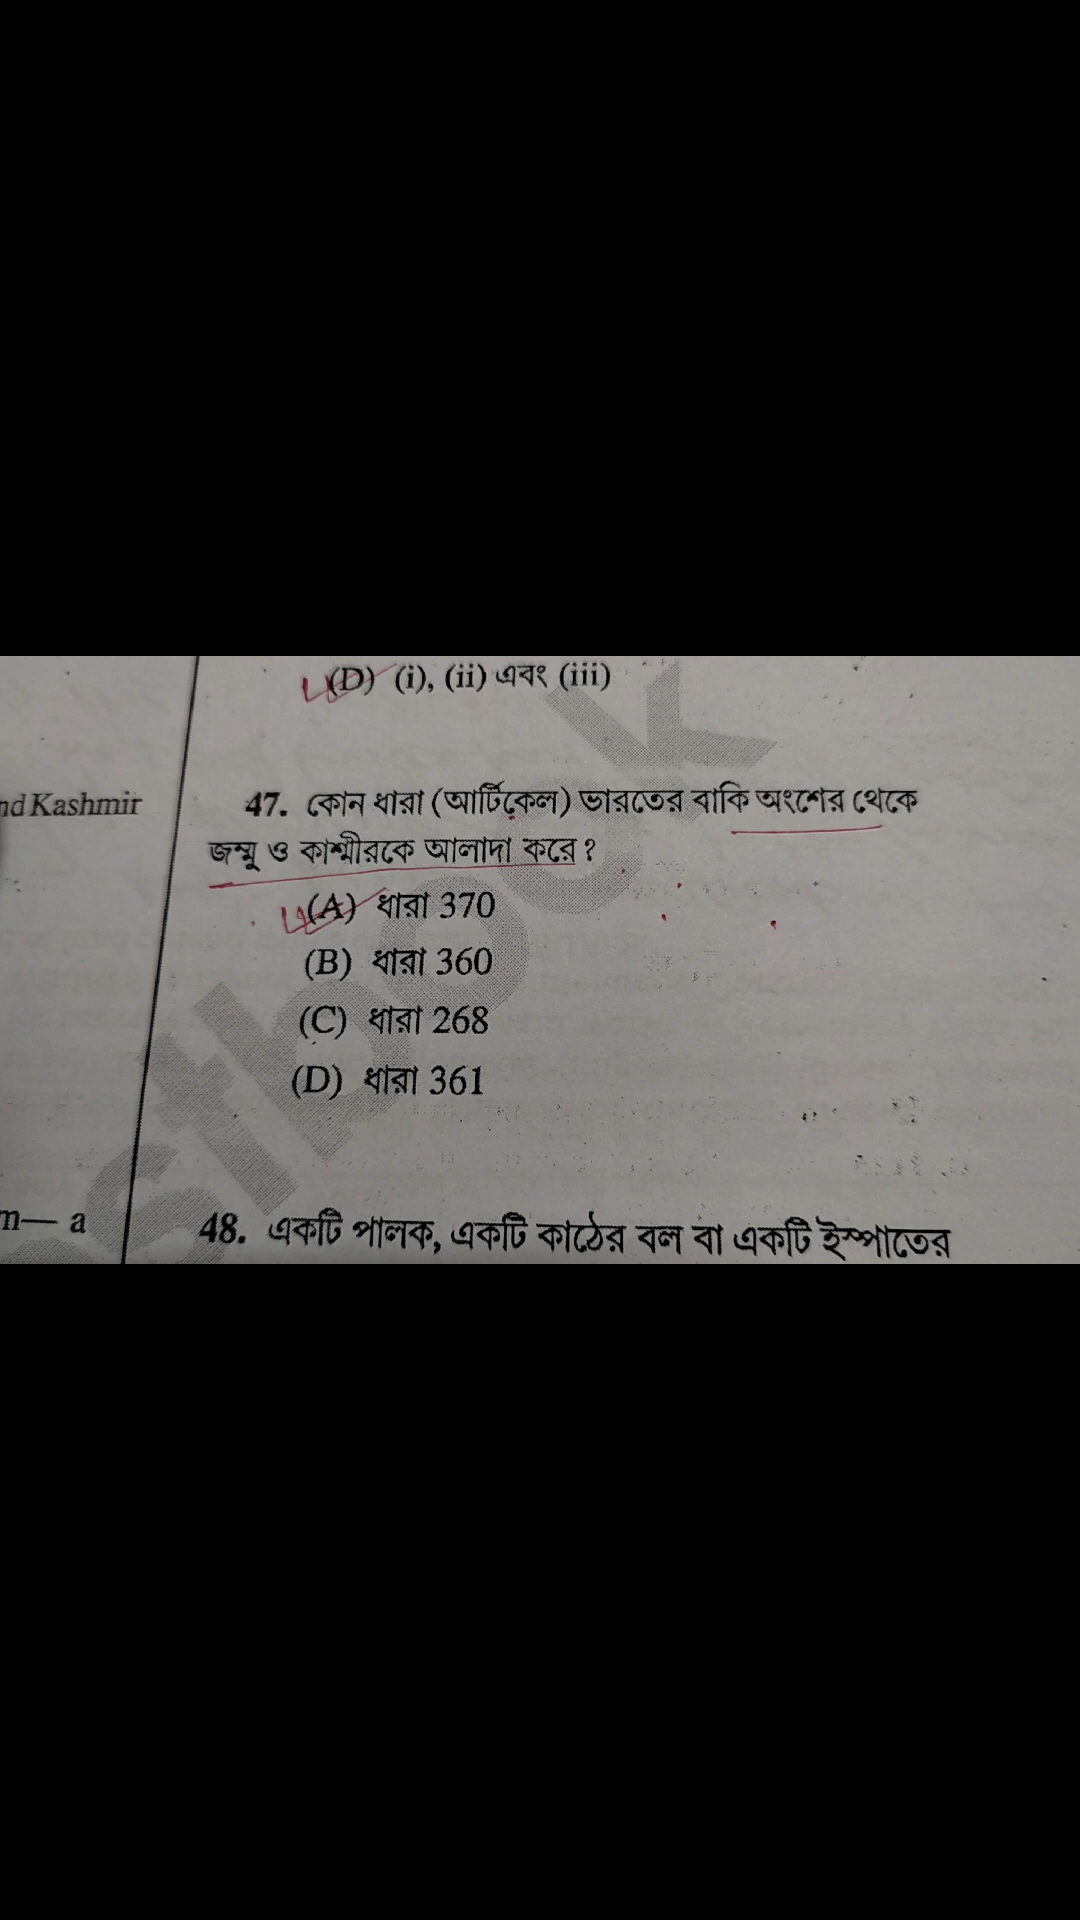 (D) (i), (ii) এবং (iii)
nd Kashmir
47. কোন ধারা (আর্টিকেল) ভারতের বাকি অংশের থেকে
জম্মু ও কাশ্মীরকে আলাদা করে ?
(A) ধারা 370
(B) ধারা 360
(C) ধারা 268
(D) ধারা 361
n— a
48. একটি পালক, একটি কাঠের বল বা একটি ইস্পাতের